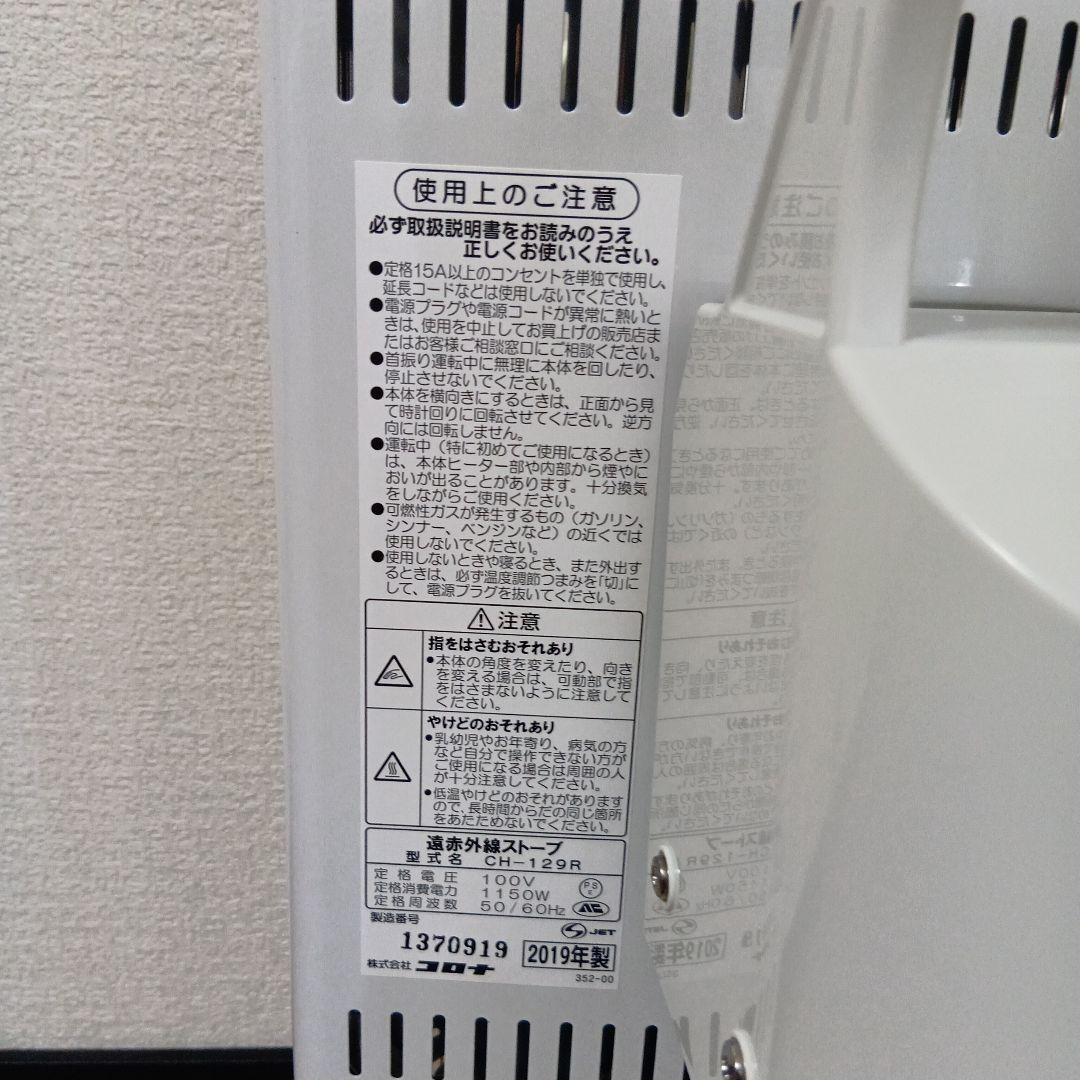 使用上のご注意
必ず取扱説明書をお読みのうえ
正しくお使いください。
●定格15A以上のコンセントを単独で使用し、
延長コードなどは使用しないでください。
●電源プラグや電源コードが異常に熱いと
きは、使用を中止してお買上げの販売店ま
たはお客様ご相談窓口にご相談ください。
●首振り運転中に無理に本体を回したり、
停止させないでください。
●本体を横向きにするときは、正面から見
て時計回りに回転させてください。逆方
向には回転しません。
●運転中（特に初めてご使用になるとき）
は、本体ヒーター部や内部から煙やに
おいが出ることがあります。十分換気
をしながらご使用ください。
●可燃性ガスが発生するもの（ガソリン、
シンナー、ベンジンなど）の近くでは
使用しないでください。
●使用しないときや寝るとき、また外出す
るときは、必ず温度調節つまみを「切」に
して、電源プラグを抜いてください。
⚠注意
指をはさむおそれあり
●本体の角度を変えたり、向き
を変える場合は、可動部で指
をはさまないように注意して
ください。
やけどのおそれあり
●乳幼児やお年寄り、病気の方
など自分で操作できない方が
ご使用になる場合は周囲の人
が十分注意してください。
●低温やけどのおそれがあります
ので、長時間からだの同じ箇所
をあたためないでください。
遠赤外線ストーブ
型式名 CH-129R
定格電圧 100V
定格消費電力 1150W
定格周波数 50/60Hz
PS
E
JET
製造番号
1370919 2019年製
株式会社 コロナ
352-00